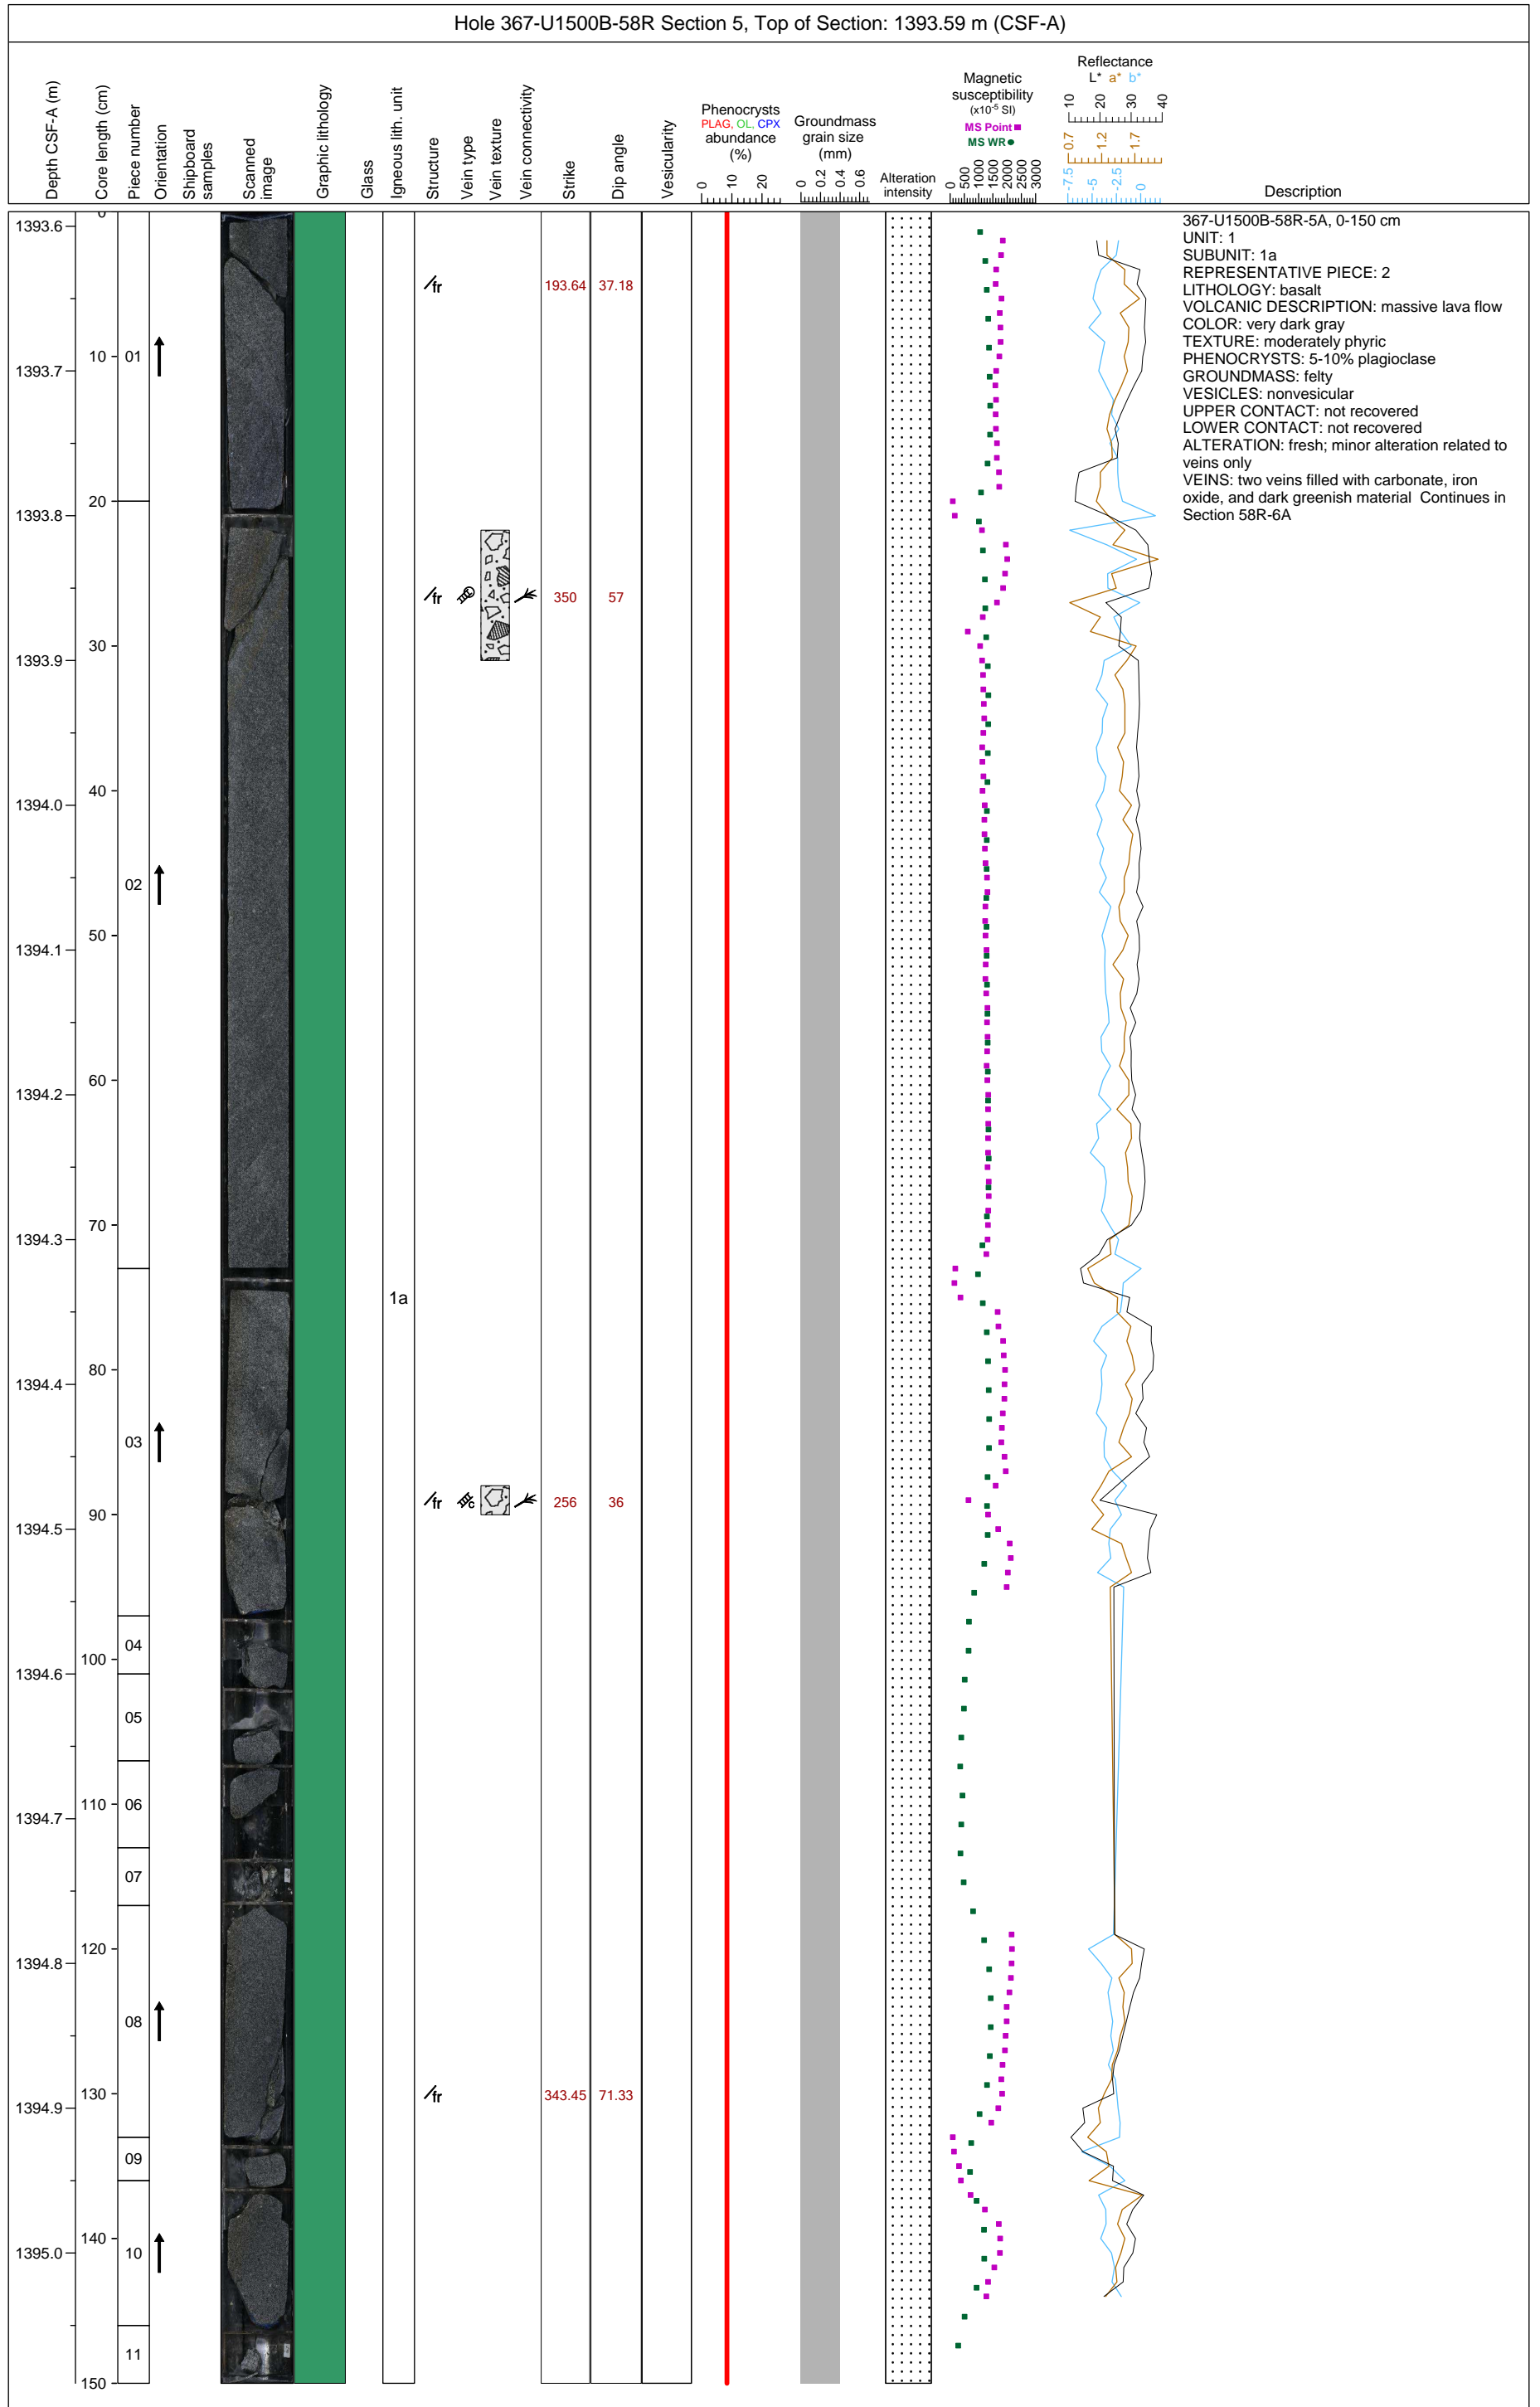 Hole 367-U1500B-58R Section 5, Top of Section: 1393.59 m (CSF-A)
Depth CSF-A (m)
Core length (cm)
Piece number
Orientation
Shipboard
samples
Scanned
image
Graphic lithology
Glass
Igneous lith. unit
Structure
Vein type
Vein texture
Vein connectivity
Strike
Dip angle
Vesicularity
Phenocrysts
PLAG, OL, CPX
abundance
(%)
0 10 20
Groundmass
grain size
(mm)
0 0.2 0.4 0.6
Alteration
intensity
Magnetic
susceptibility
(x10-5 SI)
MS Point
MS WR
0 500 1000 1500 2000 2500 3000
Reflectance
L* a* b*
10 20 30 40
0.7 1.2 1.7
-7.5 -5 -2.5 0
Description
367-U1500B-58R-5A, 0-150 cm
UNIT: 1
SUBUNIT: 1a
REPRESENTATIVE PIECE: 2
LITHOLOGY: basalt
VOLCANIC DESCRIPTION: massive lava flow
COLOR: very dark gray
TEXTURE: moderately phyric
PHENOCRYSTS: 5-10% plagioclase
GROUNDMASS: felty
VESICLES: nonvesicular
UPPER CONTACT: not recovered
LOWER CONTACT: not recovered
ALTERATION: fresh; minor alteration related to
veins only
VEINS: two veins filled with carbonate, iron
oxide, and dark greenish material Continues in
Section 58R-6A
0
1393.6
fr 193.64 37.18
10 01
1393.7
20
1393.8
fr 350 57
30
1393.9
40
1394.0
02
50
1394.1
60
1394.2
70
1394.3
1a
80
1394.4
03
fr c 256 36
90
1394.5
04
100
1394.6
05
110 06
1394.7
07
120
1394.8
08
130 fr 343.45 71.33
1394.9
09
140
10
1395.0
11
150